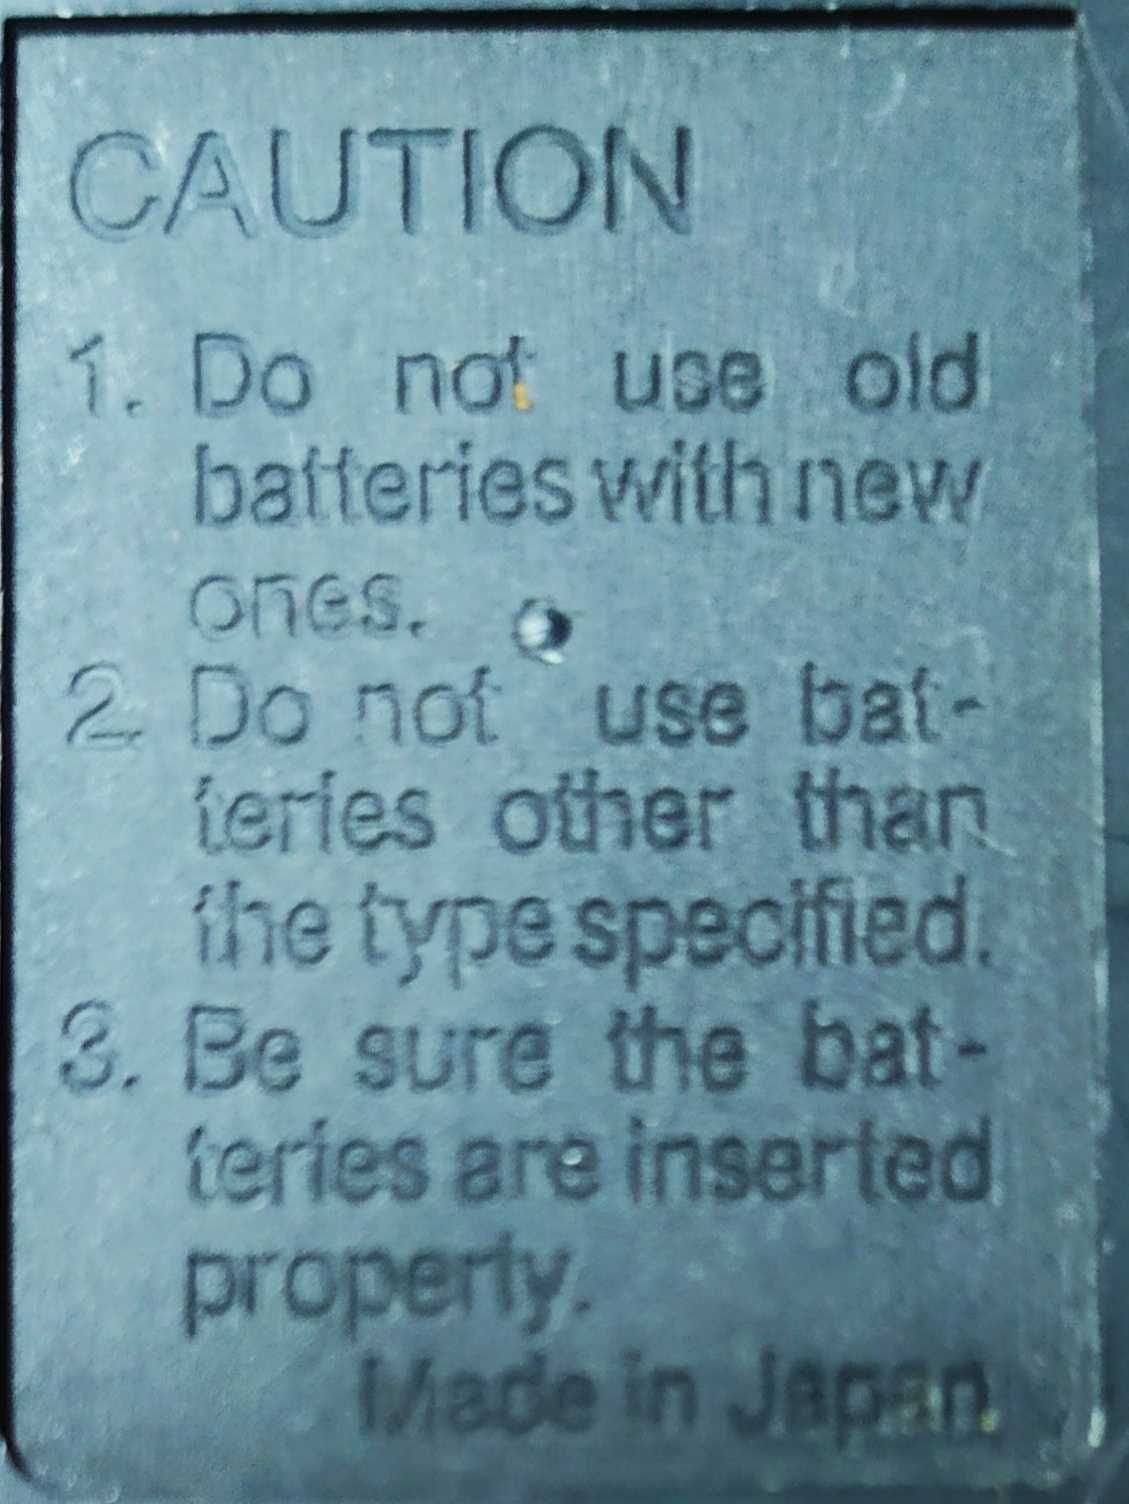 CAUTION
1. Do not use old
batteries with new
ones.
2. Do not use bat-
teries other than
the type specified.
3. Be sure the bat-
teries are inserted
properly.
Made in Japan